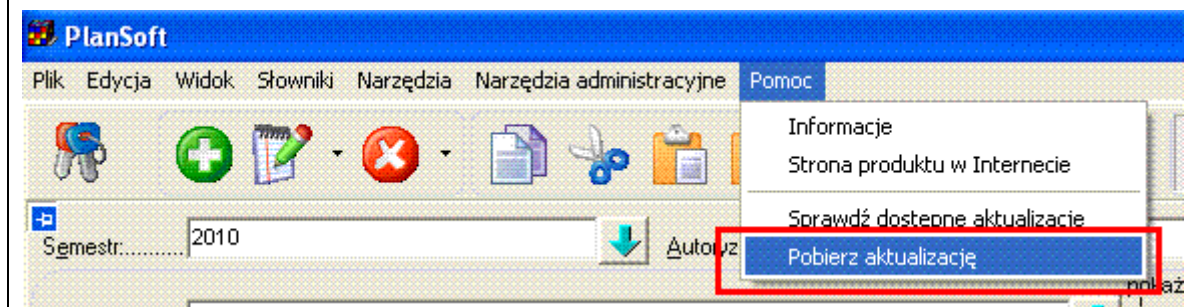 PlanSoft
Plik Edycja Widok Słowniki Narzędzia Narzędzia administracyjne Pomoc
Informacje
Strona produktu w Internecie
Sprawdź dostępne aktualizacje
Pobierz aktualizację
Semestr:.......... 2010